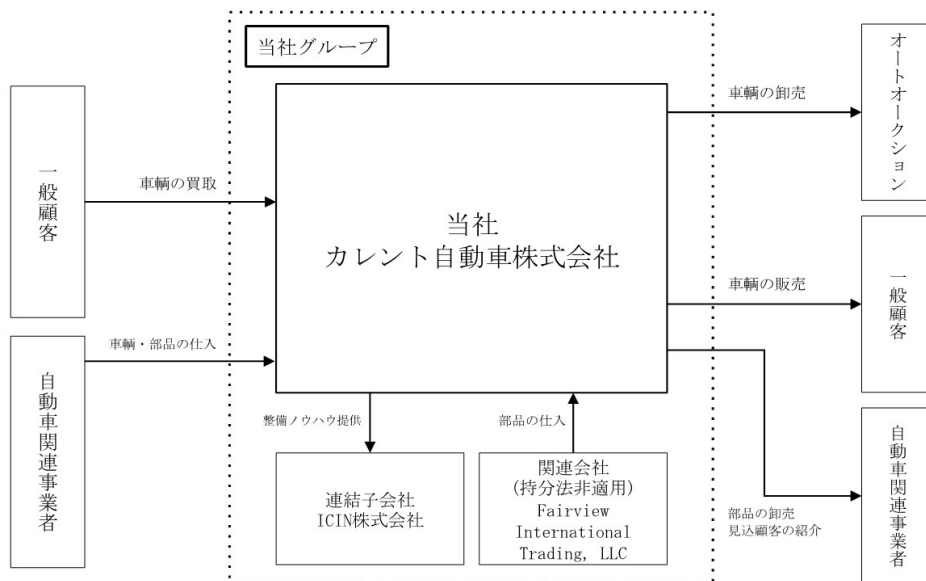 当社グループ
一般顧客
車輌の買取
自動車関連事業者
車輌・部品の仕入
当社
カレント自動車株式会社
整備ノウハウ提供
部品の仕入
連結子会社
ICIN株式会社
関連会社
(持分法非適用)
Fairview
International
Trading, LLC
車輌の卸売
オートオークション
車輌の販売
一般顧客
部品の卸売
見込顧客の紹介
自動車関連事業者